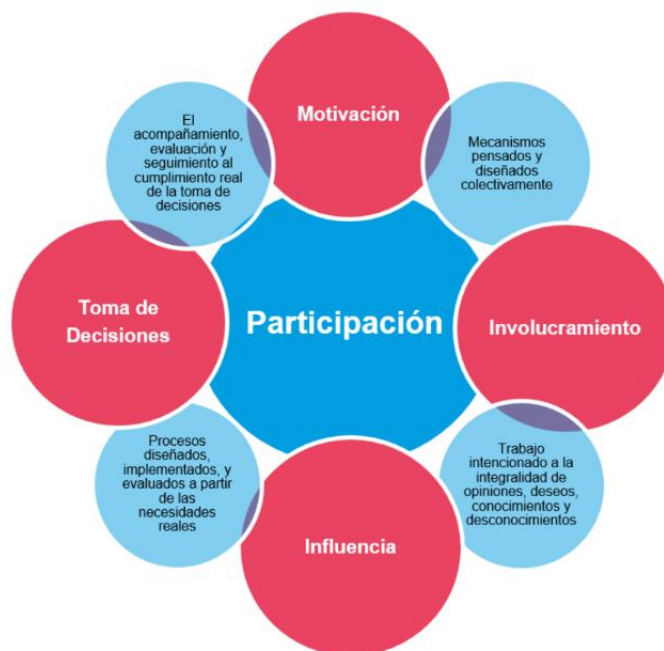 Motivación
El
acompañamiento,
evaluación y
seguimiento al
cumplimiento real
de la toma de
decisiones
Mecanismos
pensados y
diseñados
colectivamente
Toma de
Decisiones
Participación
Involucramiento
Procesos
diseñados,
implementados, y
evaluados a partir
de las
necesidades
reales
Influencia
Trabajo
intencionado a la
integralidad de
opiniones, deseos,
conocimientos y
desconocimientos